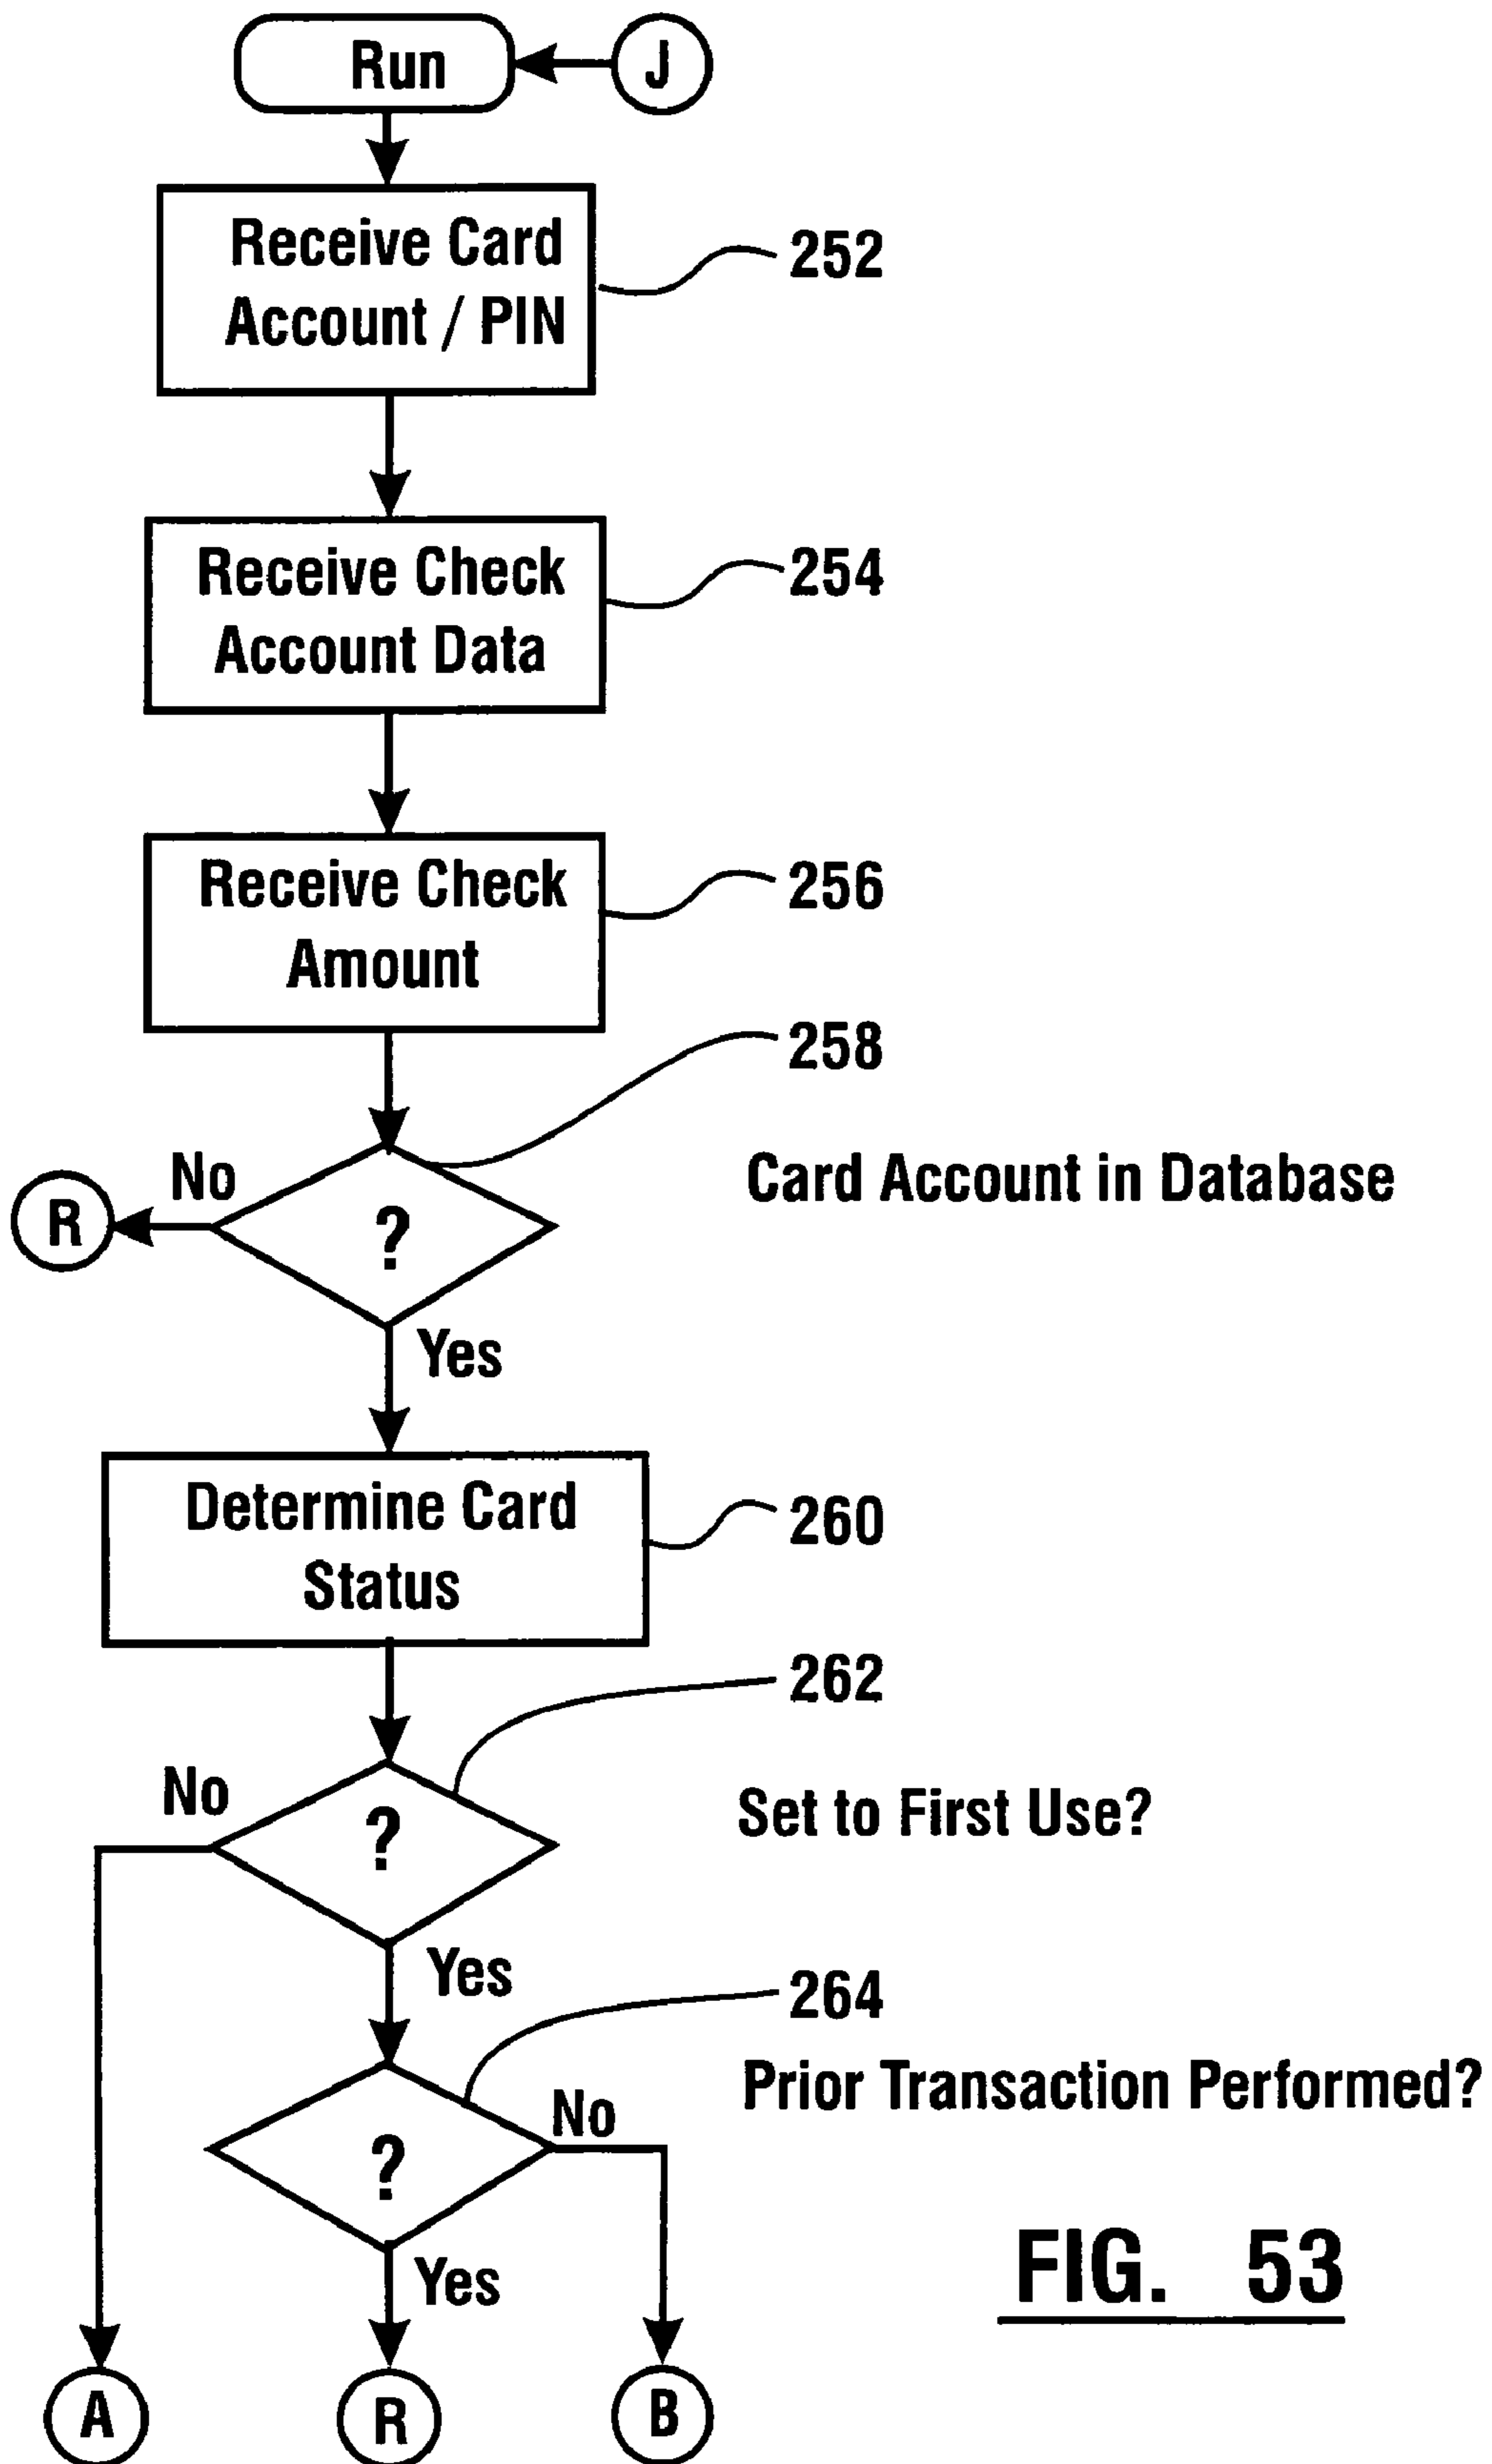 Run
J
Receive Card
Account / PIN
252
Receive Check
Account Data
254
Receive Check
Amount
256
258
No
R
?
Card Account in Database
Yes
Determine Card
Status
260
262
No
?
Set to First Use?
Yes
264
Prior Transaction Performed?
No
?
Yes
FIG. 53
A
R
B